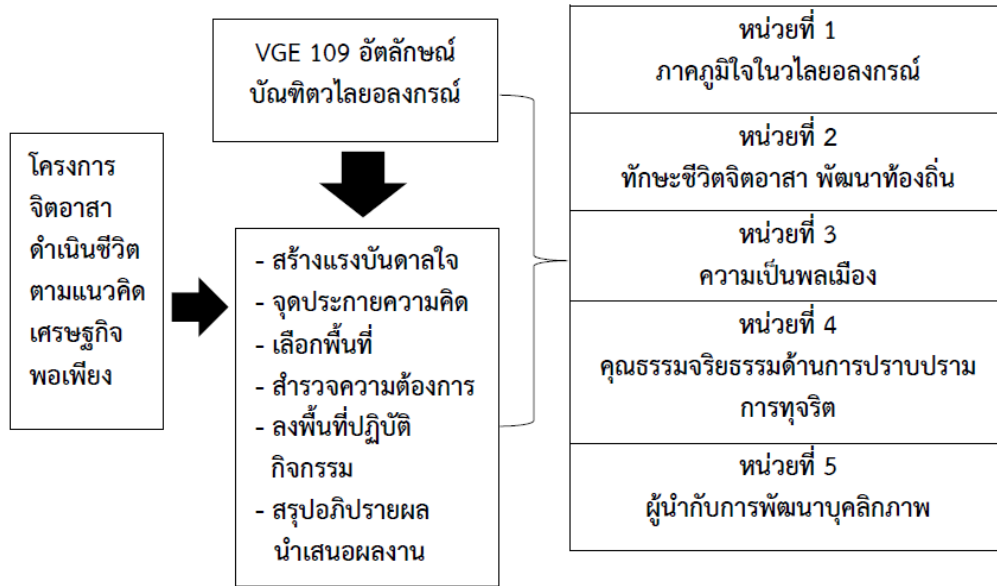 VGE 109 อัตลักษณ์
บัณฑิตวไลยอลงกรณ์
โครงการ
จิตอาสา
ดำเนินชีวิต
ตามแนวคิด
เศรษฐกิจ
พอเพียง
- สร้างแรงบันดาลใจ
- จุดประกายความคิด
- เลือกพื้นที่
- สำรวจความต้องการ
- ลงพื้นที่ปฏิบัติ
กิจกรรม
- สรุปอภิปรายผล
นำเสนอผลงาน
หน่วยที่ 1
ภาคภูมิใจในวไลยอลงกรณ์
หน่วยที่ 2
ทักษะชีวิตจิตอาสา พัฒนาท้องถิ่น
หน่วยที่ 3
ความเป็นพลเมือง
หน่วยที่ 4
คุณธรรมจริยธรรมด้านการปราบปราม
การทุจริต
หน่วยที่ 5
ผู้นำกับการพัฒนาบุคลิกภาพ